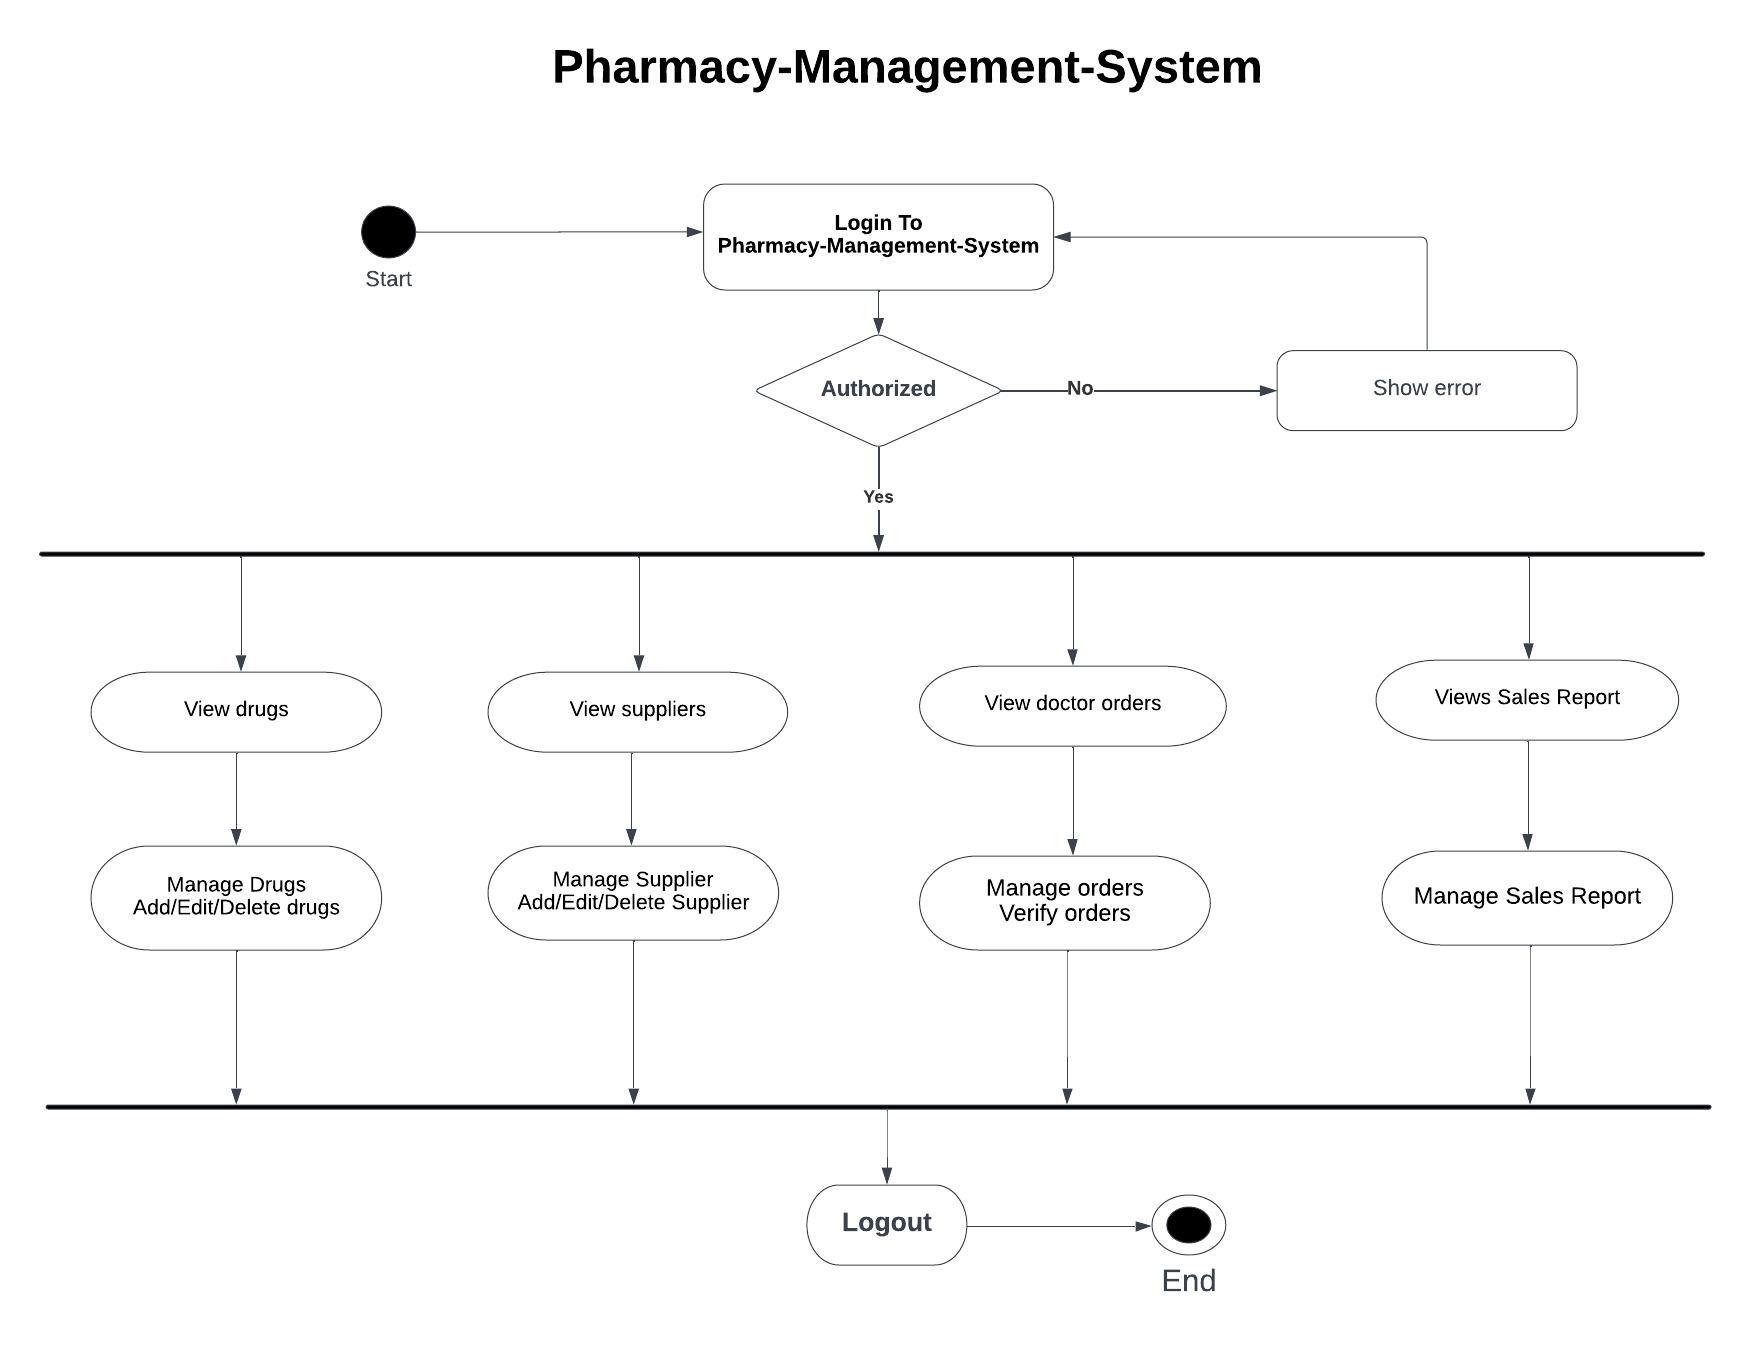 Pharmacy-Management-System
Login To
Pharmacy-Management-System
Start
Authorized
No
Show error
Yes
View drugs
View suppliers
View doctor orders
Views Sales Report
Manage Drugs
Add/Edit/Delete drugs
Manage Supplier
Add/Edit/Delete Supplier
Manage orders
Verify orders
Manage Sales Report
Logout
End